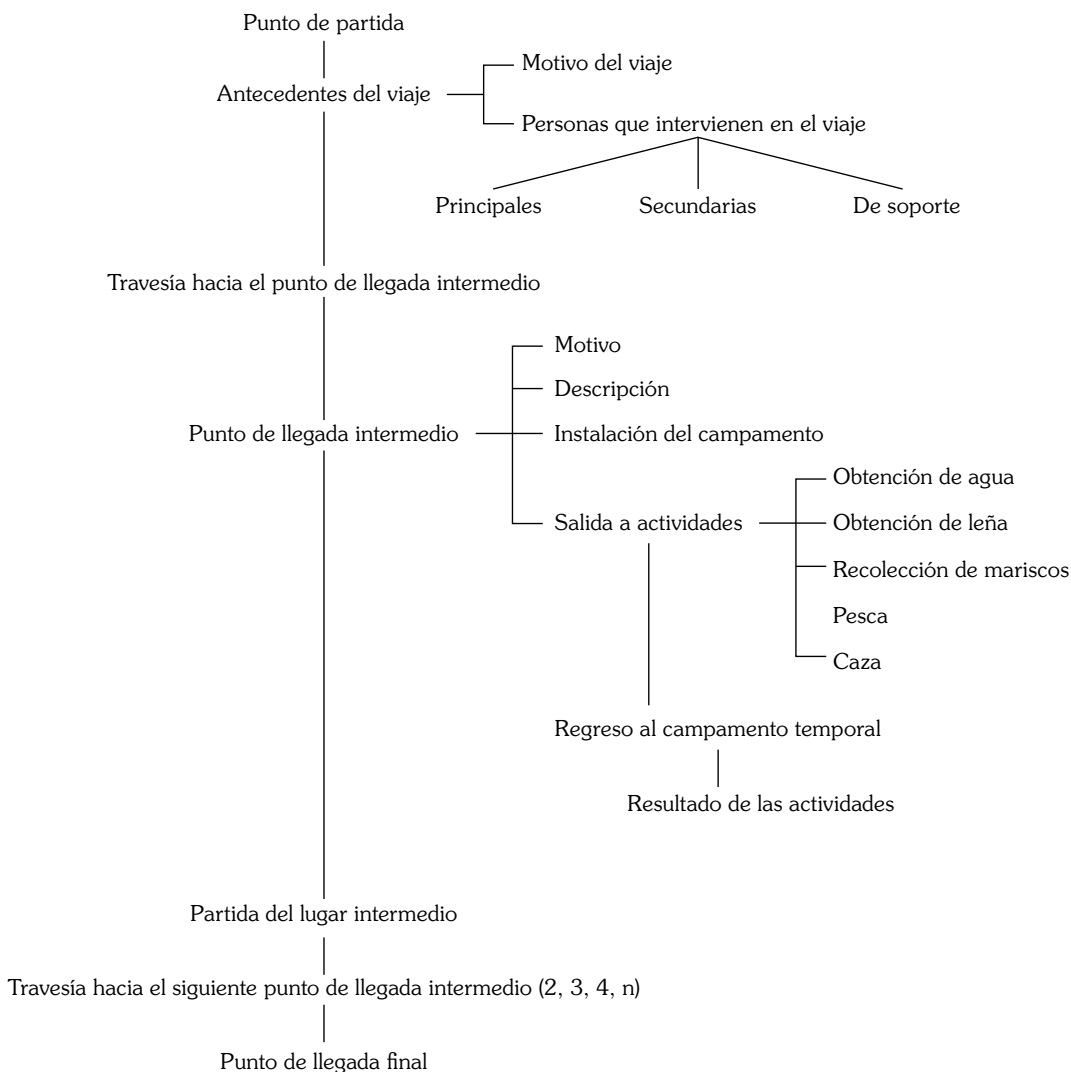 Punto de partida
Motivo del viaje
Antecedentes del viaje
Personas que intervienen en el viaje
Principales
Secundarias
De soporte
Travesía hacia el punto de llegada intermedio
Motivo
Descripción
Punto de llegada intermedio
Instalación del campamento
Obtención de agua
Salida a actividades
Obtención de leña
Recolección de mariscos
Pesca
Caza
Regreso al campamento temporal
Resultado de las actividades
Partida del lugar intermedio
Travesía hacia el siguiente punto de llegada intermedio (2, 3, 4, n)
Punto de llegada final